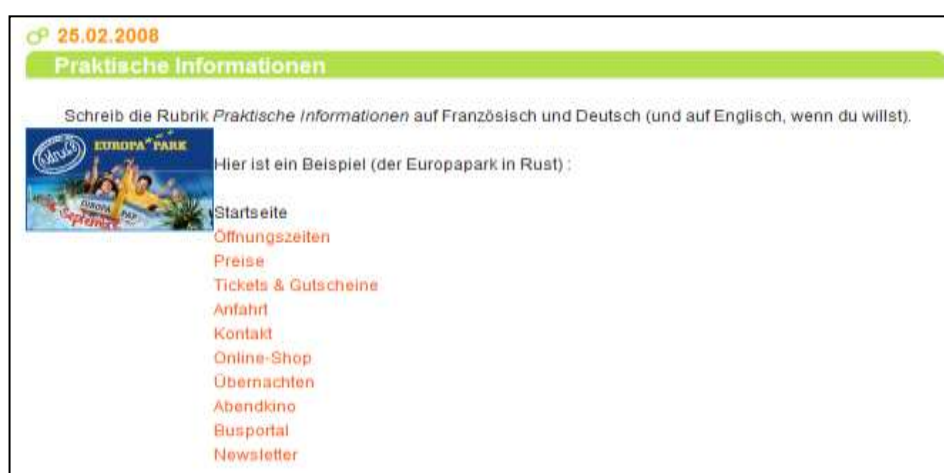 25.02.2008
Praktische Informationen
Schreib die Rubrik Praktische Informationen auf Französisch und Deutsch (und auf Englisch, wenn du willst).
EUROPA PARK
Hier ist ein Beispiel (der Europapark in Rust) :
Startseite
Öffnungszeiten
Preise
Tickets & Gutscheine
Anfahrt
Kontakt
Online-Shop
Übernachten
Abendkino
Busportal
Newsletter